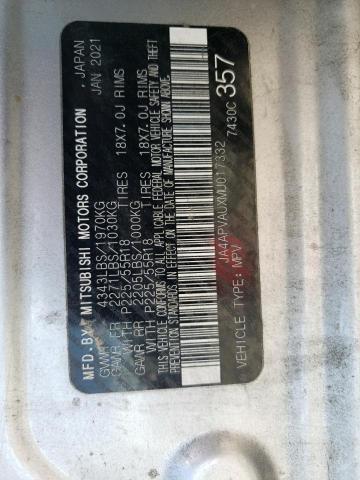 MFD.BY MITSUBISHI MOTORS CORPORATION , JAPAN
GVWR 4343LBS/1970KG JAN 2021
GAWR FR 2271LBS/1030KG
WITH P225/55R18 TIRES 18X7.0J RIMS
GAWR RR 2205LBS/1000KG
WITH P225/55R18 TIRES 18X7.0J RIMS
THIS VEHICLE CONFORMS TO ALL APPLICABLE FEDERAL MOTOR VEHICLE SAFETY AND THEFT
PREVENTION STANDARDS IN EFFECT ON THE DATE OF MANUFACTURE SHOWN ABOVE.
JA4APVAUXMU017332
VEHICLE TYPE: MPV 7430C 357